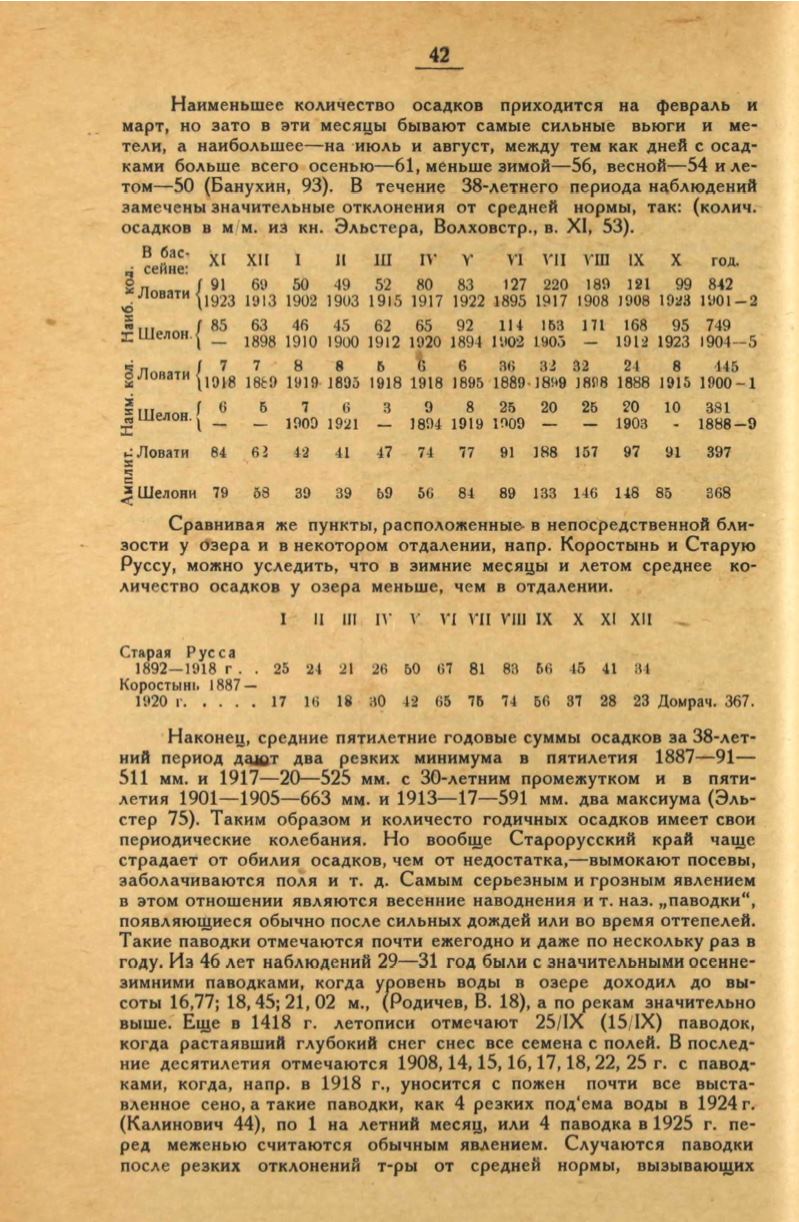 42
Наименьшее количество осадков приходится на февраль и
март, но зато в эти месяцы бывают самые сильные вьюги и ме-
тели, а наибольшее—на июль и август, между тем как дней с осад-
ками больше всего осенью—61, меньше зимой—56, весной—54 и ле-
том—50 (Банухин, 93). В течение 38-летнего периода наблюдений
замечены значительные отклонения от средней нормы, так: (колич.
осадков в м/м. из кн. Эльстера, Волховстр., в. XI, 53).
В бас-
сейне: XI XII I II III IV V VI VII VIII IX X год.
Наиб. кол.
Ловати { 91 69 50 49 52 80 83 127 220 189 121 99 842
1923 1913 1902 1903 1915 1917 1922 1895 1917 1908 1908 1923 1901—2
Шелон. { 85 63 46 45 62 65 92 114 153 171 168 95 749
— 1898 1910 1900 1912 1920 1894 1902 1905 — 1912 1923 1904—5
Наим. кол.
Ловати { 7 7 8 8 5 6 6 36 32 32 24 8 445
1918 1889 1919 1895 1918 1918 1895 1889 1899 1898 1888 1915 1900—1
Шелон. { 6 5 7 6 3 9 8 25 20 25 20 10 381
— — 1909 1921 — 1894 1919 1909 — — 1903 - 1888—9
Амплит.
Ловати 84 62 42 41 47 74 77 91 188 157 97 91 397
Шелони 79 58 39 39 59 56 84 89 133 146 148 85 368
Сравнивая же пункты, расположенные в непосредственной бли-
зости у озера и в некотором отдалении, напр. Коростынь и Старую
Руссу, можно уследить, что в зимние месяцы и летом среднее ко-
личество осадков у озера меньше, чем в отдалении.
I II III IV V VI VII VIII IX X XI XII
Старая Русса
1892—1918 г . . 25 24 21 26 50 67 81 83 56 45 41 34
Коростынь 1887—
1920 г. . . . . 17 16 18 30 42 65 75 74 56 37 28 23 Домрач. 367.
Наконец, средние пятилетние годовые суммы осадков за 38-лет-
ний период дают два резких минимума в пятилетия 1887—91—
511 мм. и 1917—20—525 мм. с 30-летним промежутком и в пяти-
летия 1901—1905—663 мм. и 1913—17—591 мм. два максиума (Эль-
стер 75). Таким образом и количесто годичных осадков имеет свои
периодические колебания. Но вообще Старорусский край чаще
страдает от обилия осадков, чем от недостатка,—вымокают посевы,
заболачиваются поля и т. д. Самым серьезным и грозным явлением
в этом отношении являются весенние наводнения и т. наз. „паводки“,
появляющиеся обычно после сильных дождей или во время оттепелей.
Такие паводки отмечаются почти ежегодно и даже по нескольку раз в
году. Из 46 лет наблюдений 29—31 год были с значительными осенне-
зимними паводками, когда уровень воды в озере доходил до вы-
соты 16,77; 18,45; 21, 02 м., (Родичев, В. 18), а по рекам значительно
выше. Еще в 1418 г. летописи отмечают 25/IX (15/IX) паводок,
когда растаявший глубокий снег снес все семена с полей. В послед-
ние десятилетия отмечаются 1908, 14, 15, 16, 17, 18, 22, 25 г. с павод-
ками, когда, напр. в 1918 г., уносится с пожен почти все выста-
вленное сено, а такие паводки, как 4 резких под'ема воды в 1924 г.
(Калинович 44), по 1 на летний месяц, или 4 паводка в 1925 г. пе-
ред меженью считаются обычным явлением. Случаются паводки
после резких отклонений т-ры от средней нормы, вызывающих